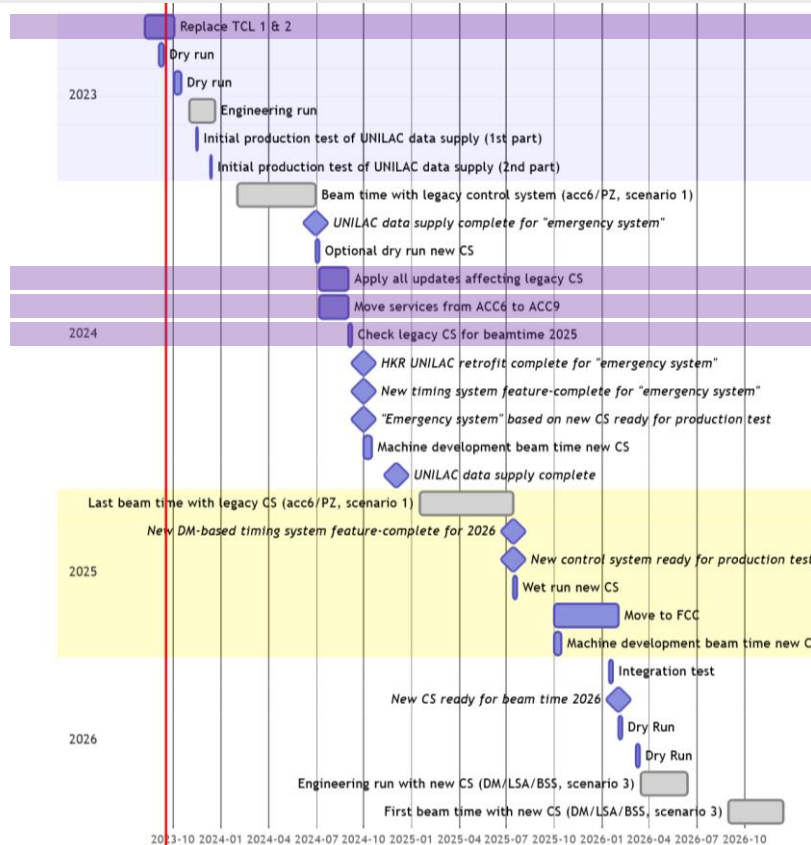 Replace TCL 1 & 2
Dry run
Dry run
2023
Engineering run
Initial production test of UNILAC data supply (1st part)
Initial production test of UNILAC data supply (2nd part)
Beam time with legacy control system (acc6/PZ, scenario 1)
UNILAC data supply complete for "emergency system"
Optional dry run new CS
Apply all updates affecting legacy CS
Move services from ACC6 to ACC9
2024
Check legacy CS for beamtime 2025
HKR UNILAC retrofit complete for "emergency system"
New timing system feature-complete for "emergency system"
"Emergency system" based on new CS ready for production test
Machine development beam time new CS
UNILAC data supply complete
Last beam time with legacy CS (acc6/PZ, scenario 1)
New DM-based timing system feature-complete for 2026
New control system ready for production test
2025
Wet run new CS
Move to FCC
Machine development beam time new C
Integration test
New CS ready for beam time 2026
Dry Run
2026
Dry Run
Engineering run with new CS (DM/LSA/BSS, scenario 3)
First beam time with new CS (DM/LSA/BSS, scenario 3)
2023-10 2024-01 2024-04 2024-07 2024-10 2025-01 2025-04 2025-07 2025-10 2026-01 2026-04 2026-07 2026-10